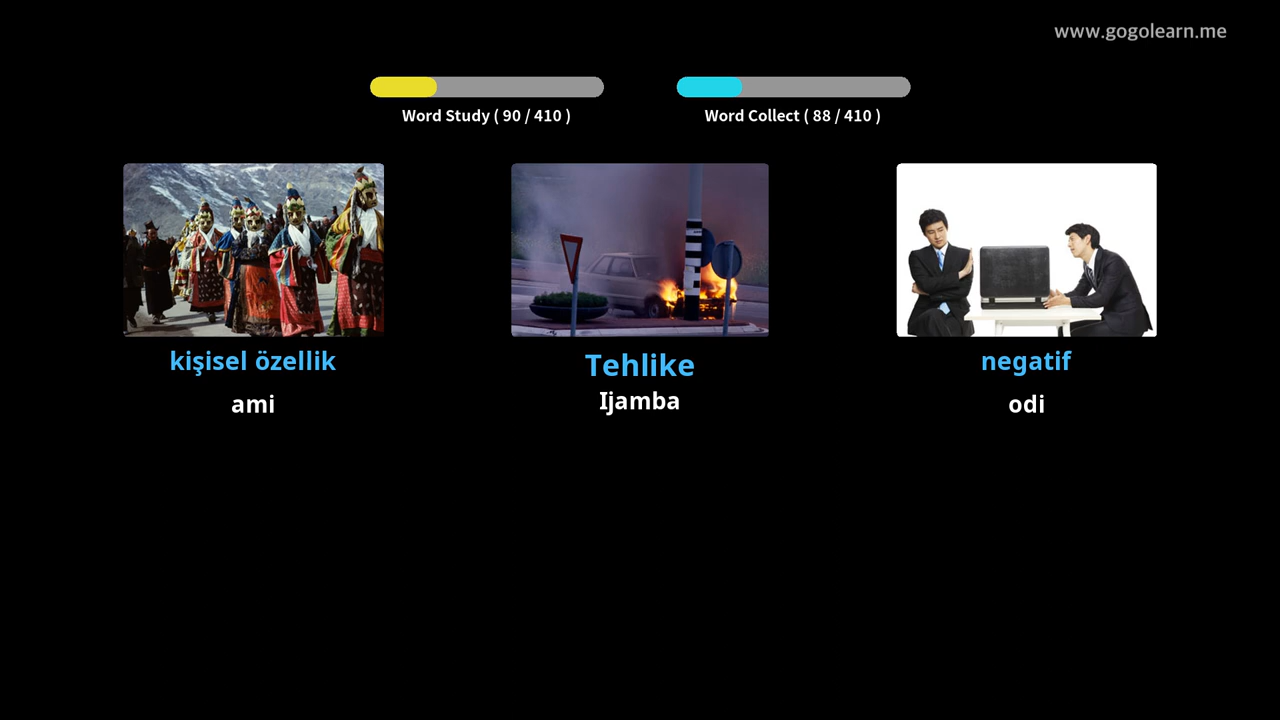 www.gogolearn.me
Word Study ( 90 / 410 )
Word Collect ( 88 / 410 )
kişisel özellik
ami
Tehlike
Ijamba
negatif
odi